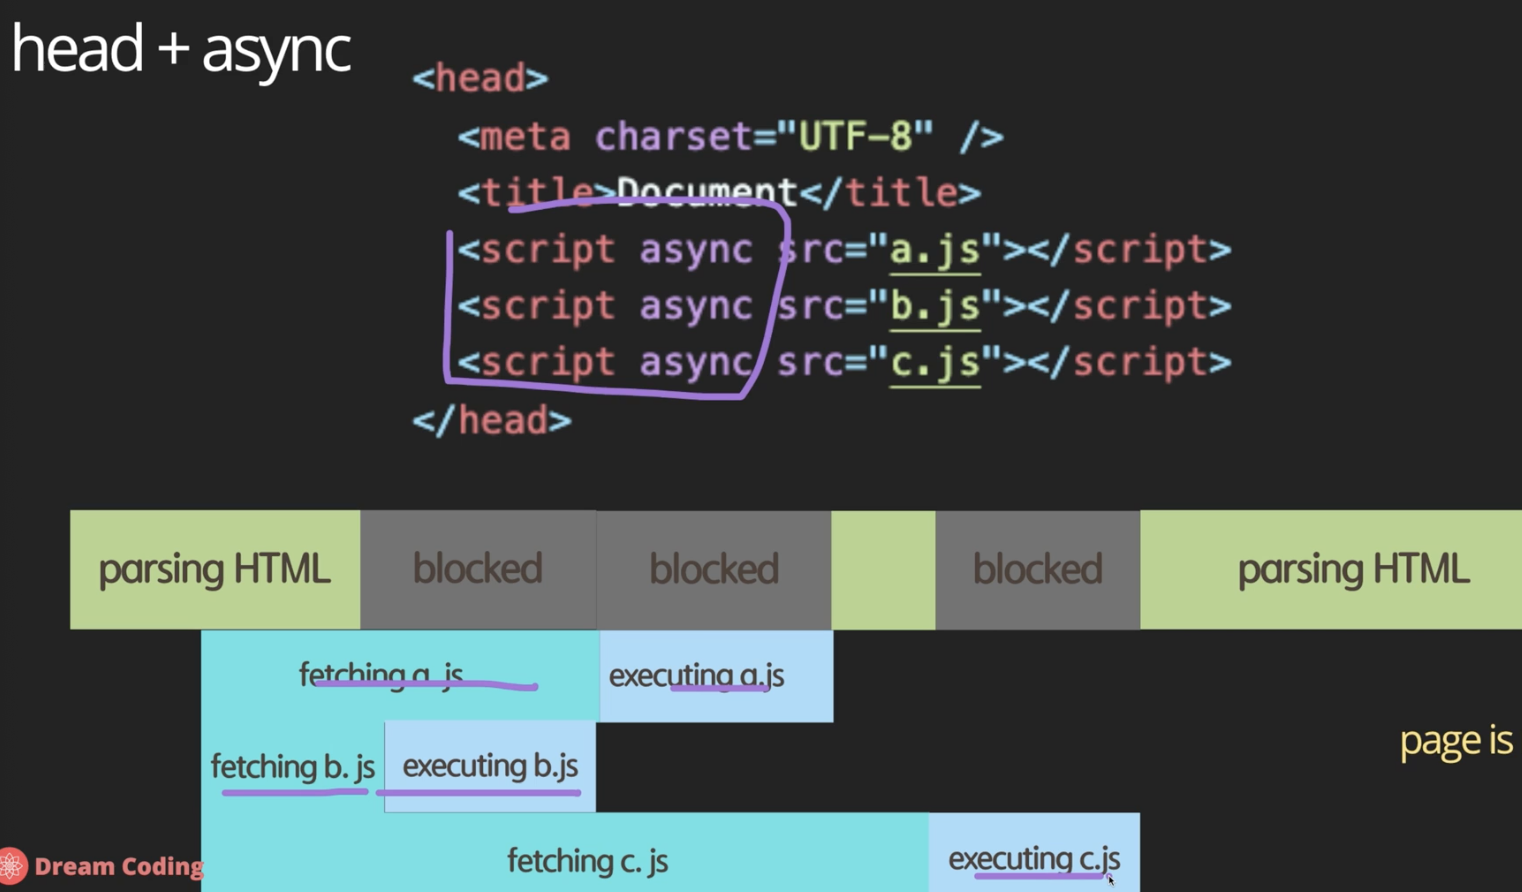 head + async
<head>
<meta charset="UTF-8" />
<title>Document</title>
<script async src="a.js"></script>
<script async src="b.js"></script>
<script async src="c.js"></script>
</head>
parsing HTML blocked blocked blocked parsing HTML
fetching a. js executing a.js
page is
fetching b. js executing b.js
fetching c. js executing c.js
Dream Coding